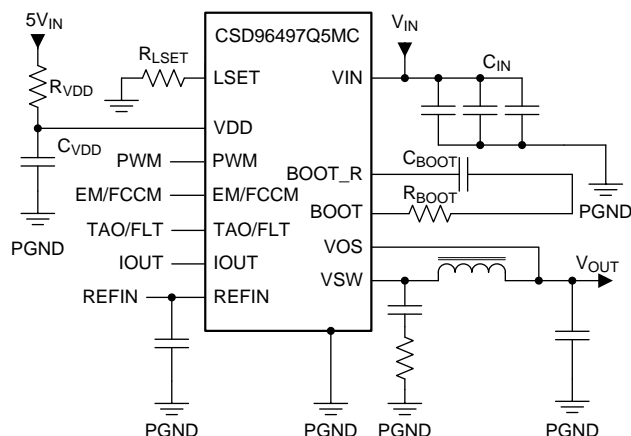 5VIN
RVDD
CVDD
PGND
RLSET
CSD96497Q5MC
LSET
VDD
PWM
PWM
EM/FCCM
EM/FCCM
TAO/FLT
TAO/FLT
IOUT
IOUT
REFIN
REFIN
PGND
PGND
VIN
VIN
CIN
PGND
BOOT_R
CBOOT
RBOOT
BOOT
VOS
VSW
VOUT
PGND
PGND